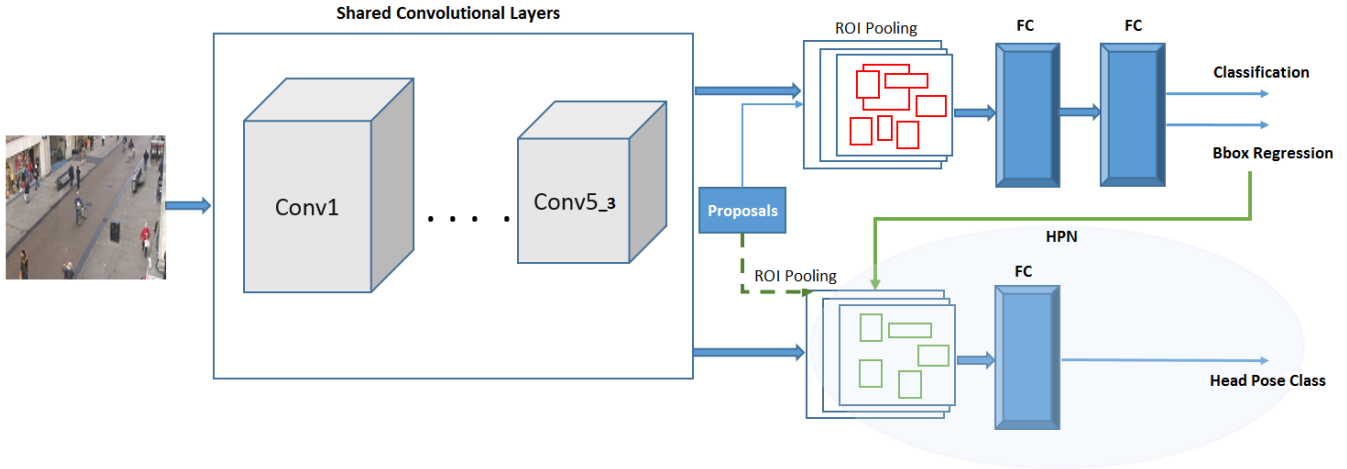 Shared Convolutional Layers
ROI Pooling
FC
FC
Classification
Bbox Regression
Conv1
. . . .
Conv5_3
Proposals
HPN
ROI Pooling
FC
Head Pose Class